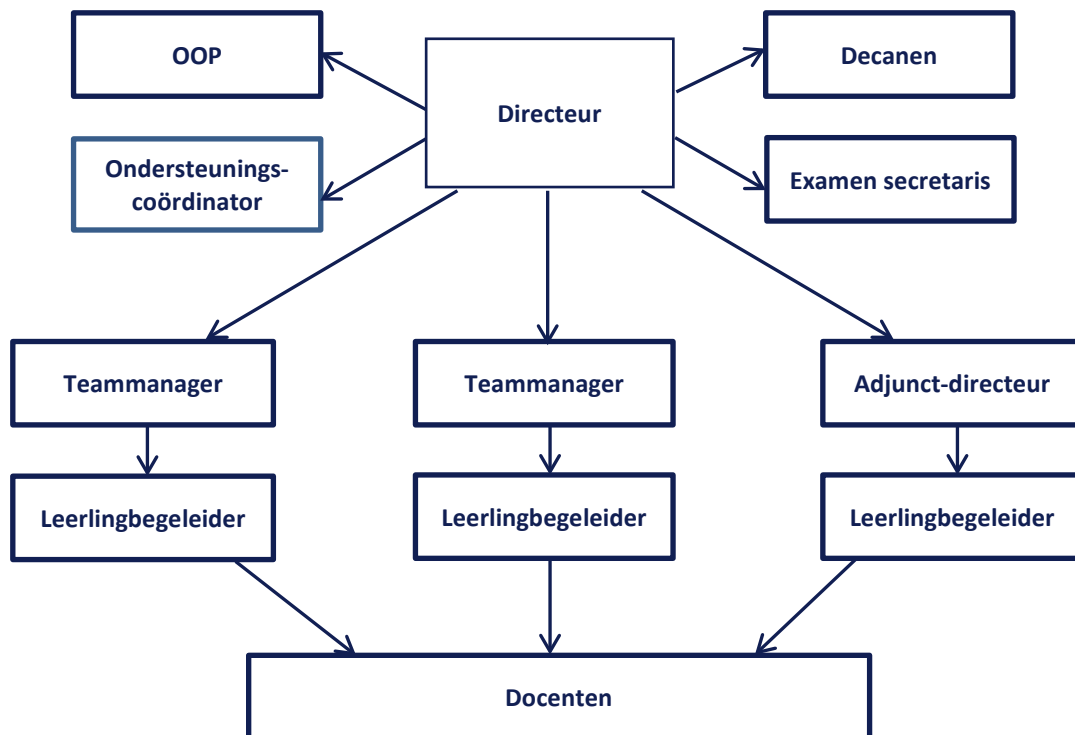 OOP
Directeur
Decanen
Ondersteunings-
coördinator
Examen secretaris
Teammanager
Teammanager
Adjunct-directeur
Leerlingbegeleider
Leerlingbegeleider
Leerlingbegeleider
Docenten